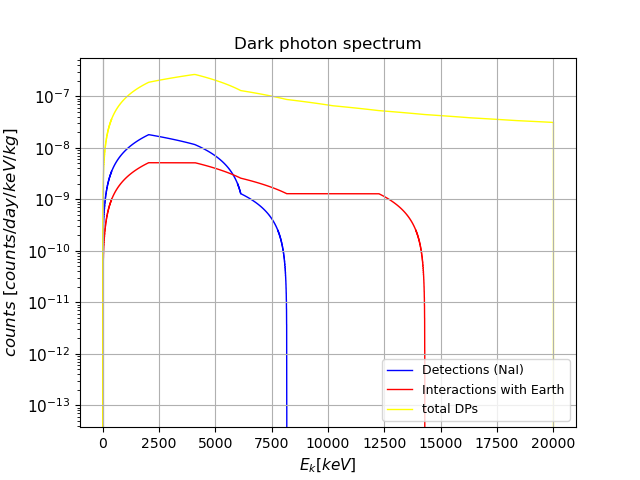 Dark photon spectrum
counts [counts/day/keV/kg]
10⁻⁷
10⁻⁸
10⁻⁹
10⁻¹⁰
10⁻¹¹
10⁻¹²
10⁻¹³
Detections (NaI)
Interactions with Earth
total DPs
0 2500 5000 7500 10000 12500 15000 17500 20000
E_k[keV]